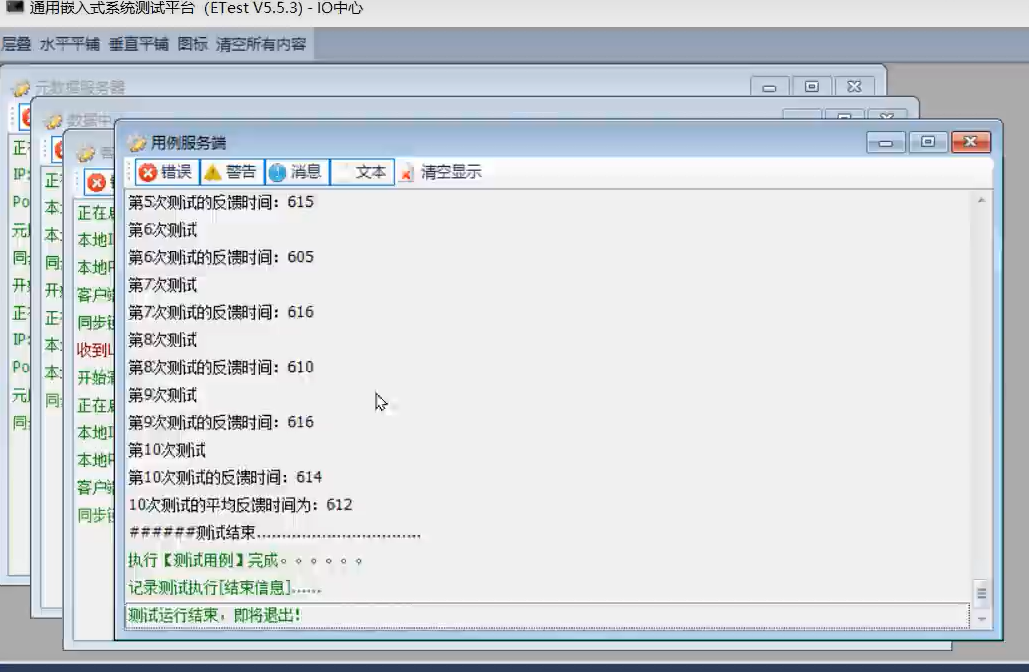 通用嵌入式系统测试平台（ETest V5.5.3）- IO中心
层叠 水平平铺 垂直平铺 图标 清空所有内容
元数据服务器
数据中
用例服务端
错误 警告 消息 文本 清空显示
第5次测试的反馈时间：615
第6次测试
第6次测试的反馈时间：605
第7次测试
第7次测试的反馈时间：616
第8次测试
第8次测试的反馈时间：610
第9次测试
第9次测试的反馈时间：616
第10次测试
第10次测试的反馈时间：614
10次测试的平均反馈时间为：612
######测试结束................................
执行【测试用例】完成。。。。。。
记录测试执行[结束信息]......
测试运行结束，即将退出！
正在
本地
本地
客户端
同步
收到
开始
正在
本地
本地
客户端
同步